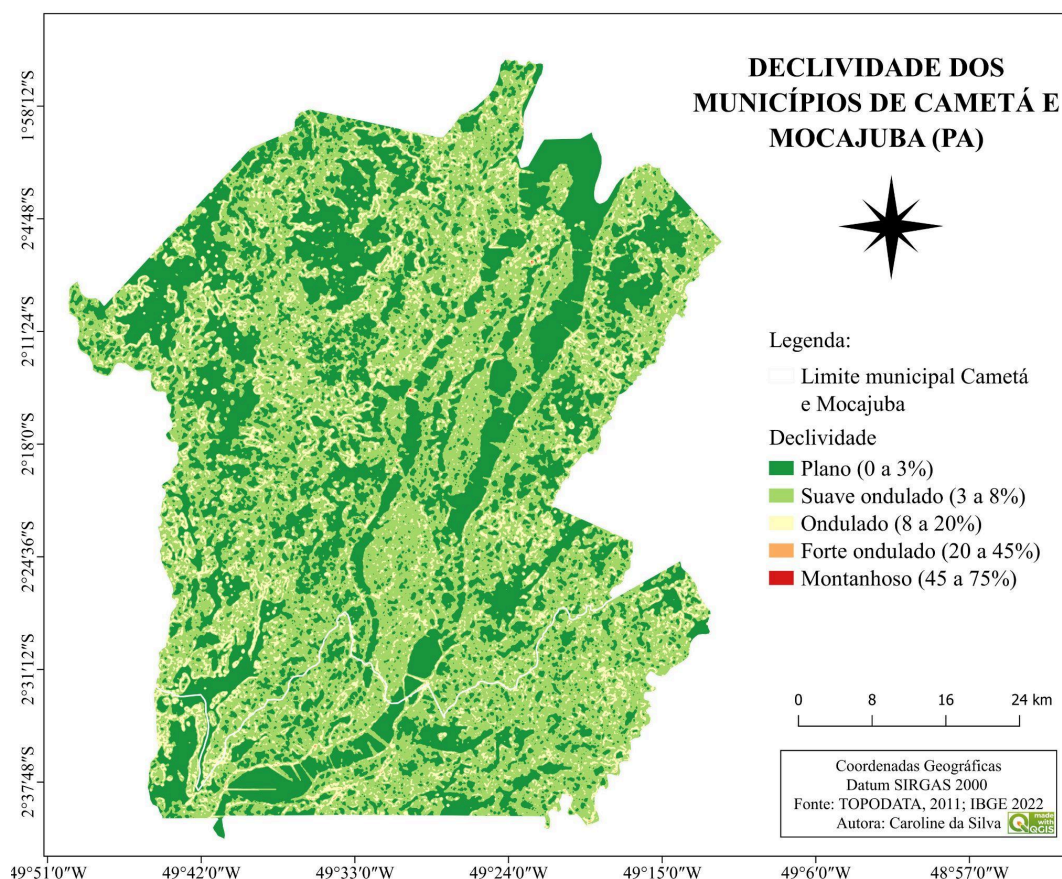 DECLIVIDADE DOS
MUNICÍPIOS DE CAMETÁ E
MOCAJUBA (PA)
1°58'12"S
2°4'48"S
2°11'24"S
2°18'0"S
2°24'36"S
2°31'12"S
2°37'48"S
Legenda:
Limite municipal Cametá
e Mocajuba
Declividade
Plano (0 a 3%)
Suave ondulado (3 a 8%)
Ondulado (8 a 20%)
Forte ondulado (20 a 45%)
Montanhoso (45 a 75%)
0 8 16 24 km
Coordenadas Geográficas
Datum SIRGAS 2000
Fonte: TOPODATA, 2011; IBGE 2022
Autora: Caroline da Silva
made
with
QGIS
49°51'0"W 49°42'0"W 49°33'0"W 49°24'0"W 49°15'0"W 49°6'0"W 48°57'0"W